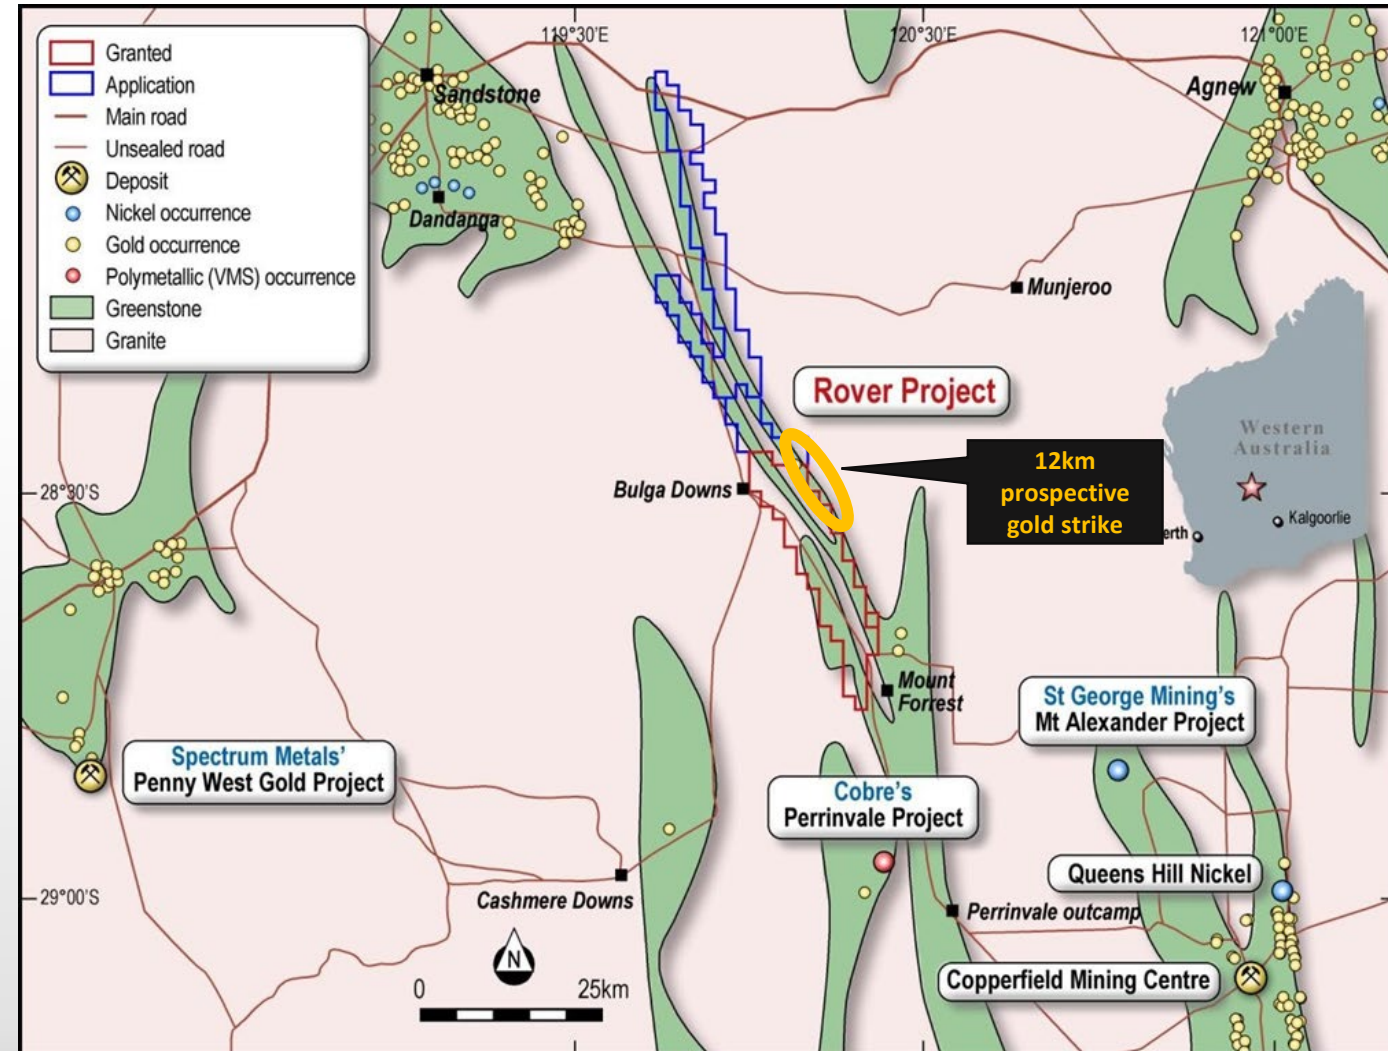 119°30'E
120°30'E
121°00'E
Granted
Application
Main road
Unsealed road
Deposit
Nickel occurrence
Gold occurrence
Polymetallic (VMS) occurrence
Greenstone
Granite
Sandstone
Dandanga
Agnew
Munjeroo
Rover Project
Western
Australia
Kalgoorlie
erth
12km
prospective
gold strike
28°30'S
Bulga Downs
Mount
Forrest
St George Mining's
Mt Alexander Project
Spectrum Metals'
Penny West Gold Project
Cobre's
Perrinvale Project
Queens Hill Nickel
29°00'S
Cashmere Downs
Perrinvale outcamp
Copperfield Mining Centre
N
0
25km